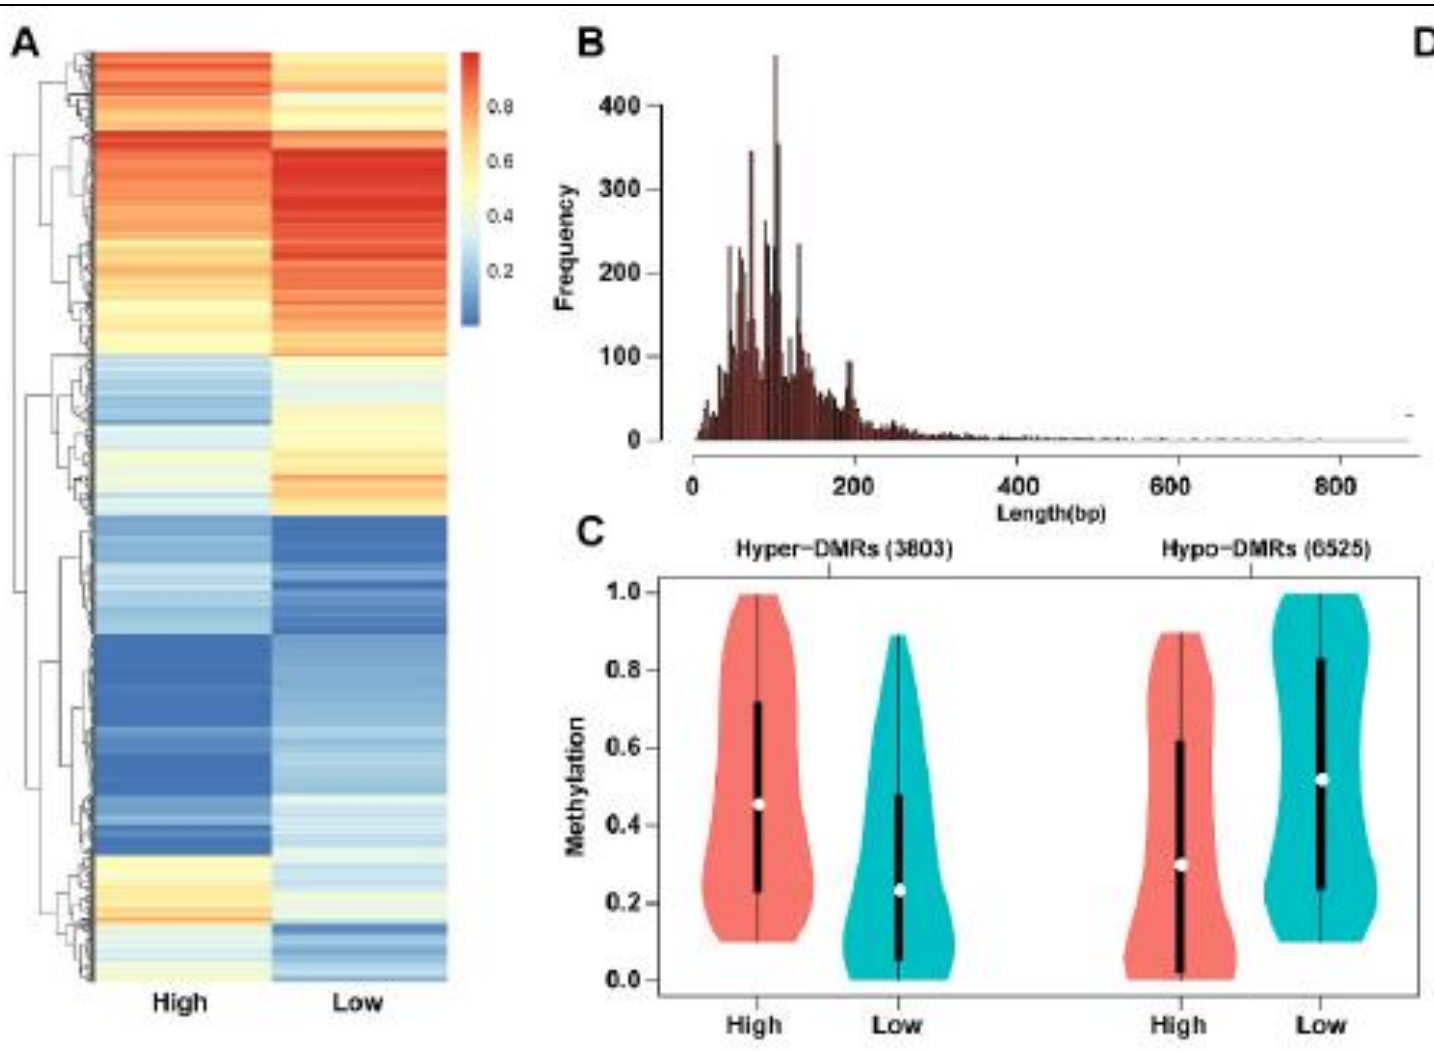 A
0.8
0.6
0.4
0.2
High Low
B
400
300
200
100
0
Frequency
0 200 400 600 800
Length(bp)
D
C
Hyper−DMRs (3803) Hypo−DMRs (6525)
1.0
0.8
0.6
0.4
0.2
0.0
Methylation
High Low High Low